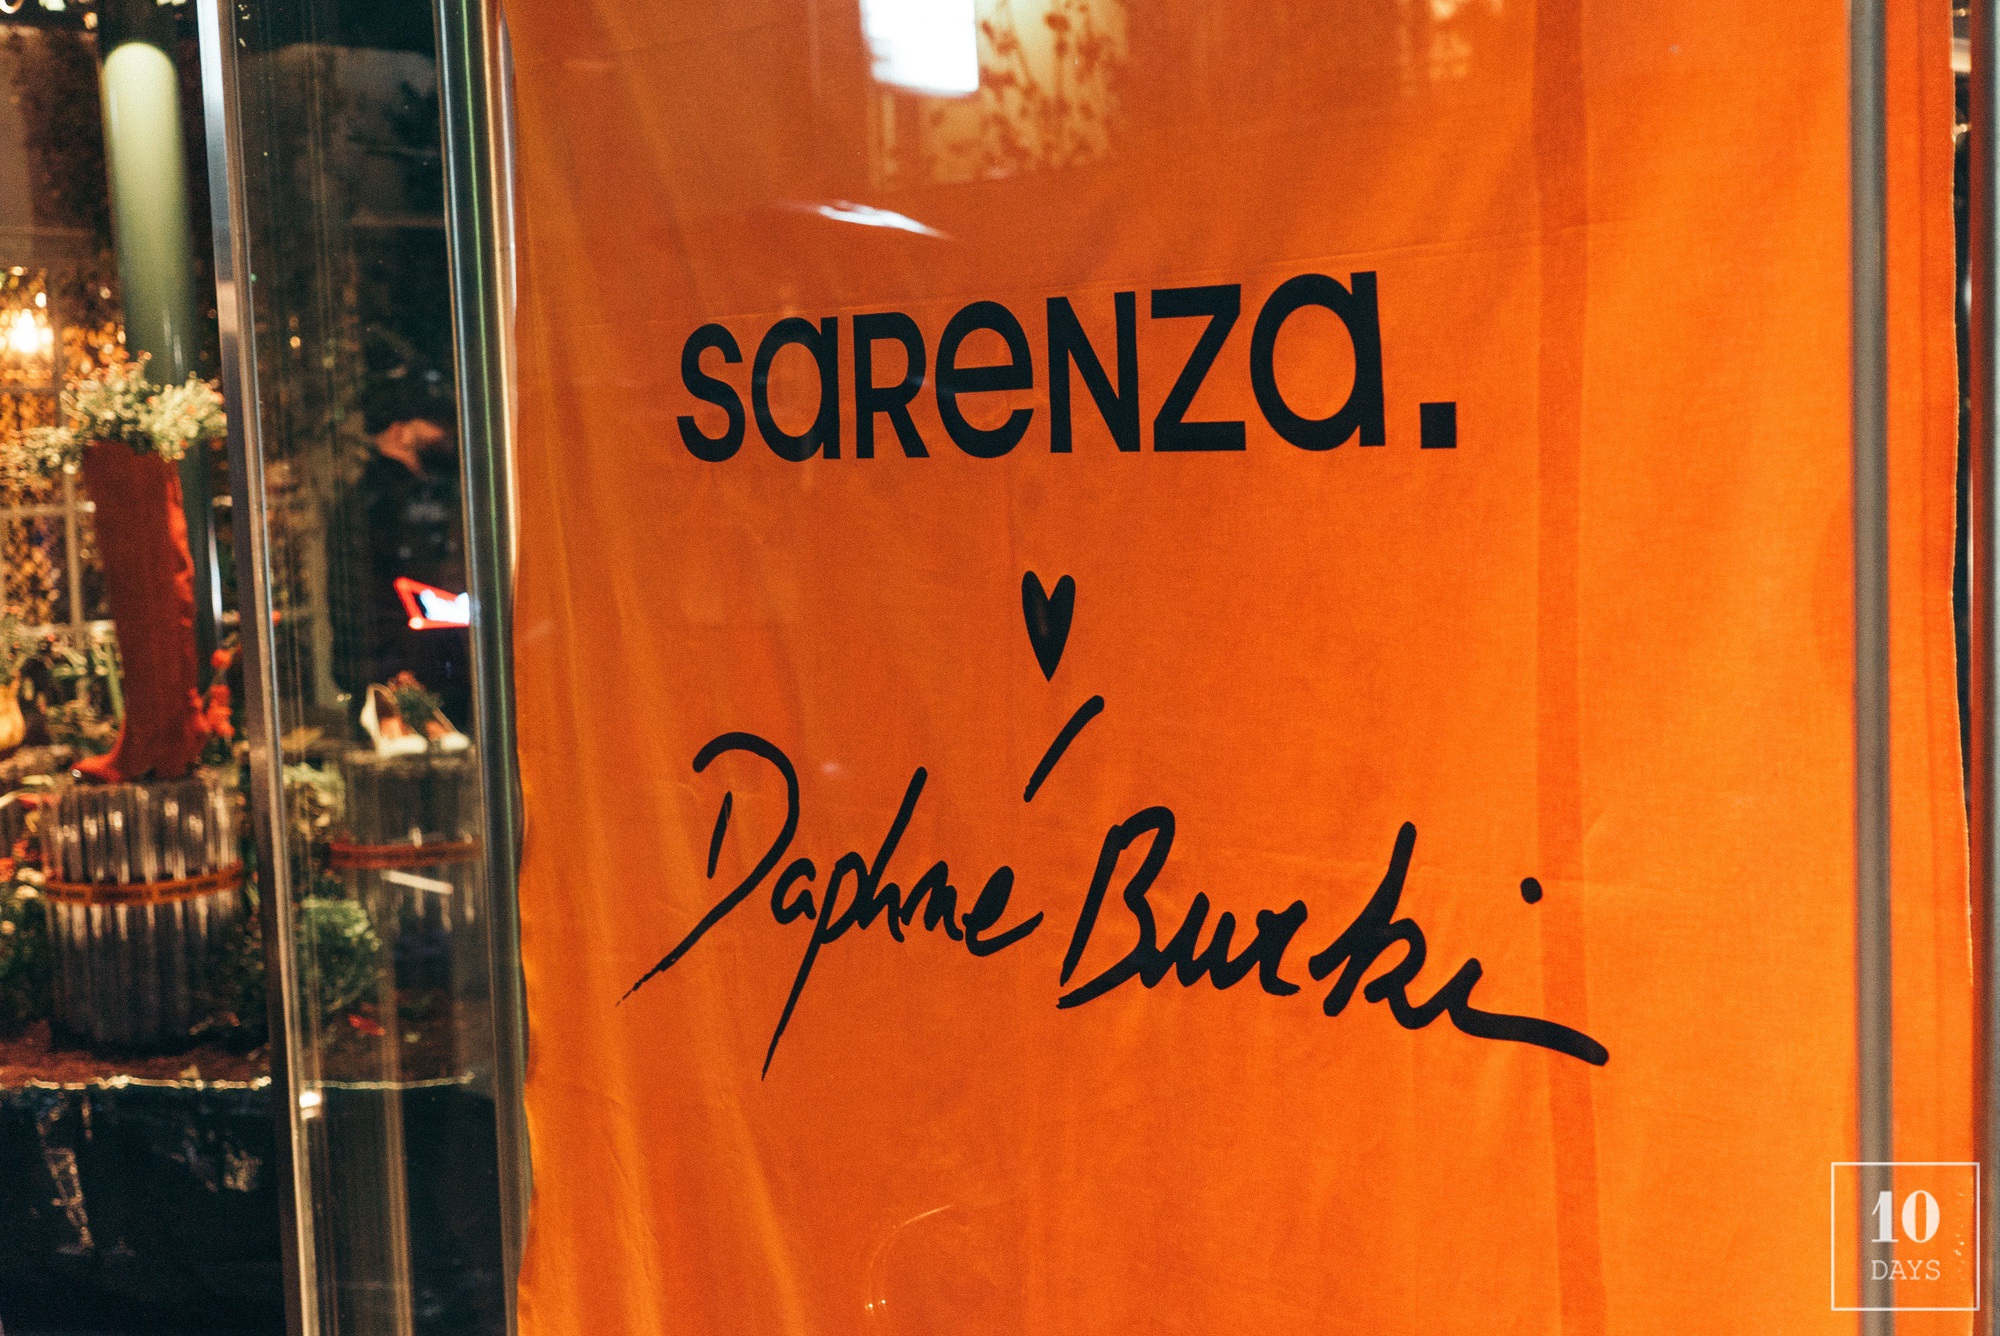 saRenza.
Daphné Burki
10
DAYS